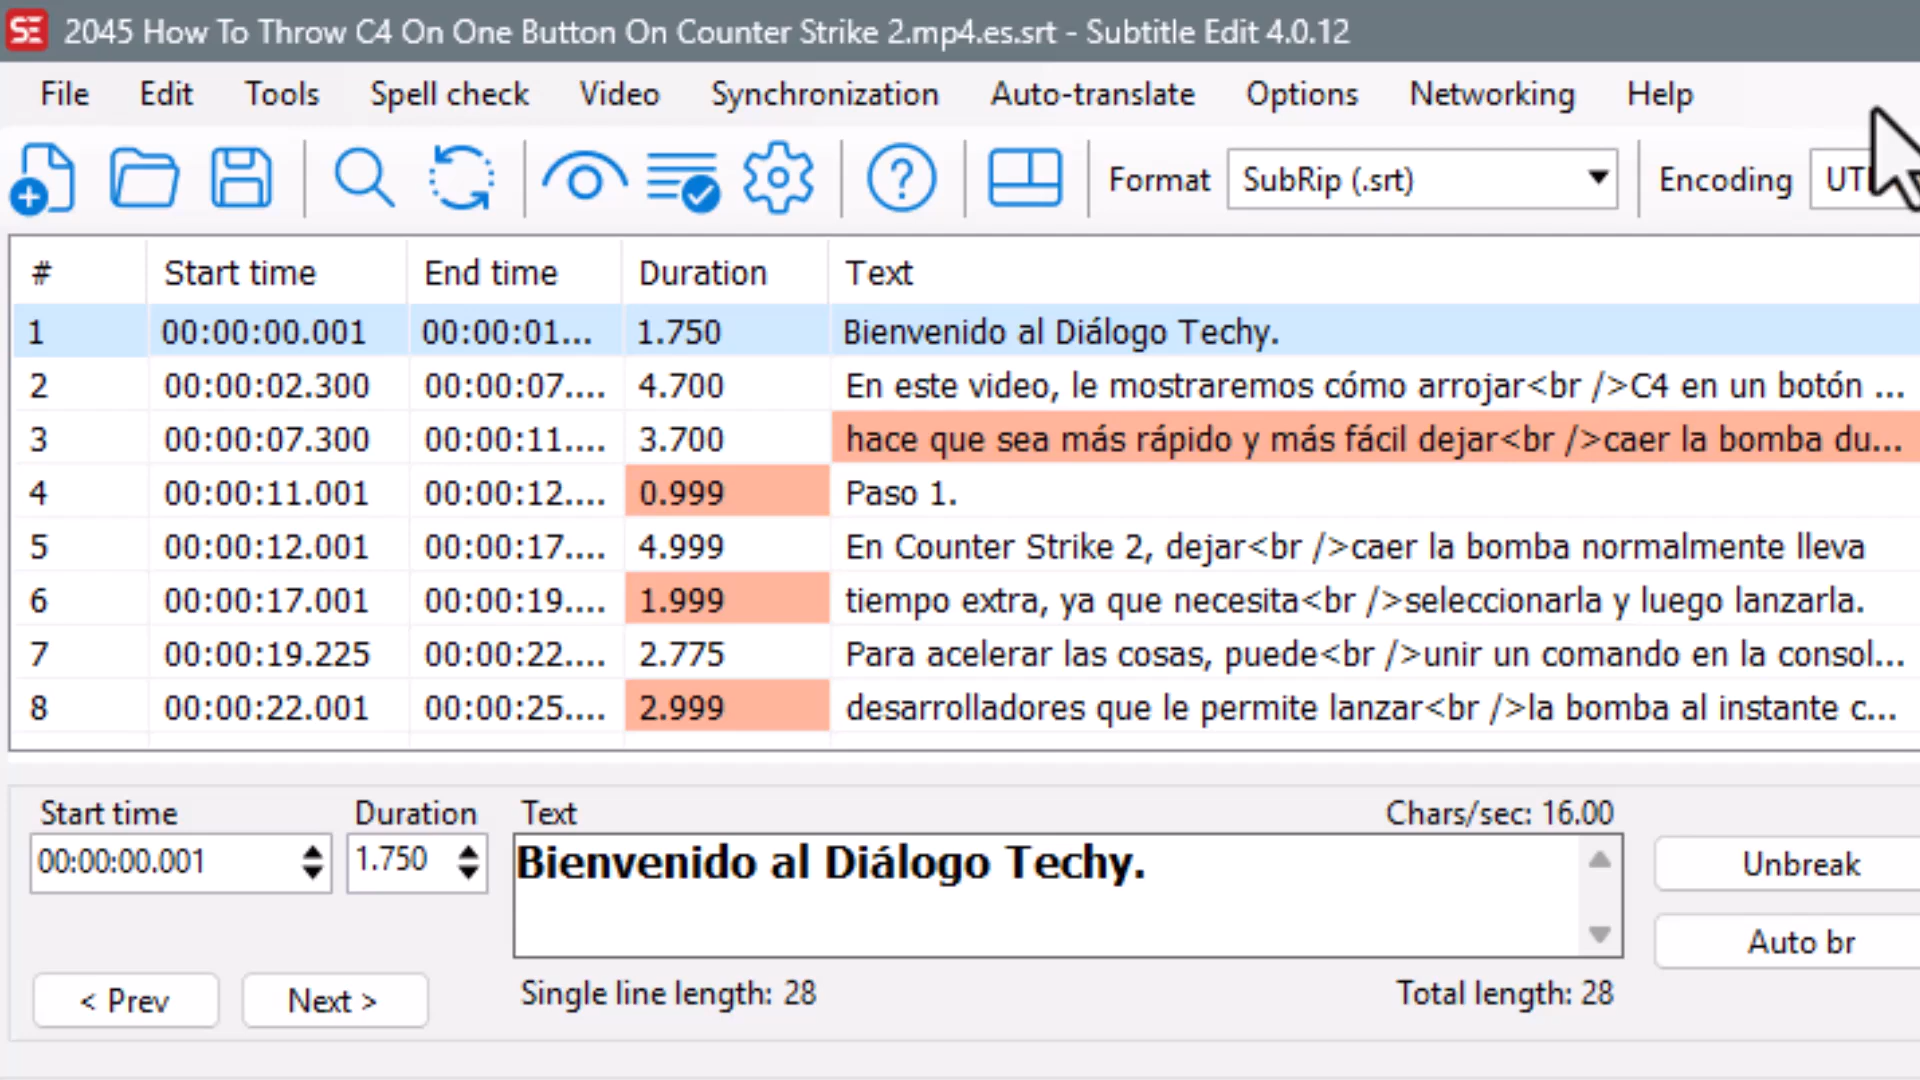 SE 2045 How To Throw C4 On One Button On Counter Strike 2.mp4.es.srt - Subtitle Edit 4.0.12
File Edit Tools Spell check Video Synchronization Auto-translate Options Networking Help
Format SubRip (.srt) Encoding
# Start time End time Duration Text
1 00:00:00.001 00:00:01... 1.750 Bienvenido al Diálogo Techy.
2 00:00:02.300 00:00:07.... 4.700 En este video, le mostraremos cómo arrojar<br />C4 en un botón ...
3 00:00:07.300 00:00:11.... 3.700 hace que sea más rápido y más fácil dejar<br />caer la bomba du...
4 00:00:11.001 00:00:12.... 0.999 Paso 1.
5 00:00:12.001 00:00:17.... 4.999 En Counter Strike 2, dejar<br />caer la bomba normalmente lleva
6 00:00:17.001 00:00:19.... 1.999 tiempo extra, ya que necesita<br />seleccionarla y luego lanzarla.
7 00:00:19.225 00:00:22.... 2.775 Para acelerar las cosas, puede<br />unir un comando en la consol...
8 00:00:22.001 00:00:25.... 2.999 desarrolladores que le permite lanzar<br />la bomba al instante c...
Start time Duration Text Chars/sec: 16.00
00:00:00.001 1.750 Bienvenido al Diálogo Techy. Unbreak
Auto br
< Prev Next > Single line length: 28 Total length: 28